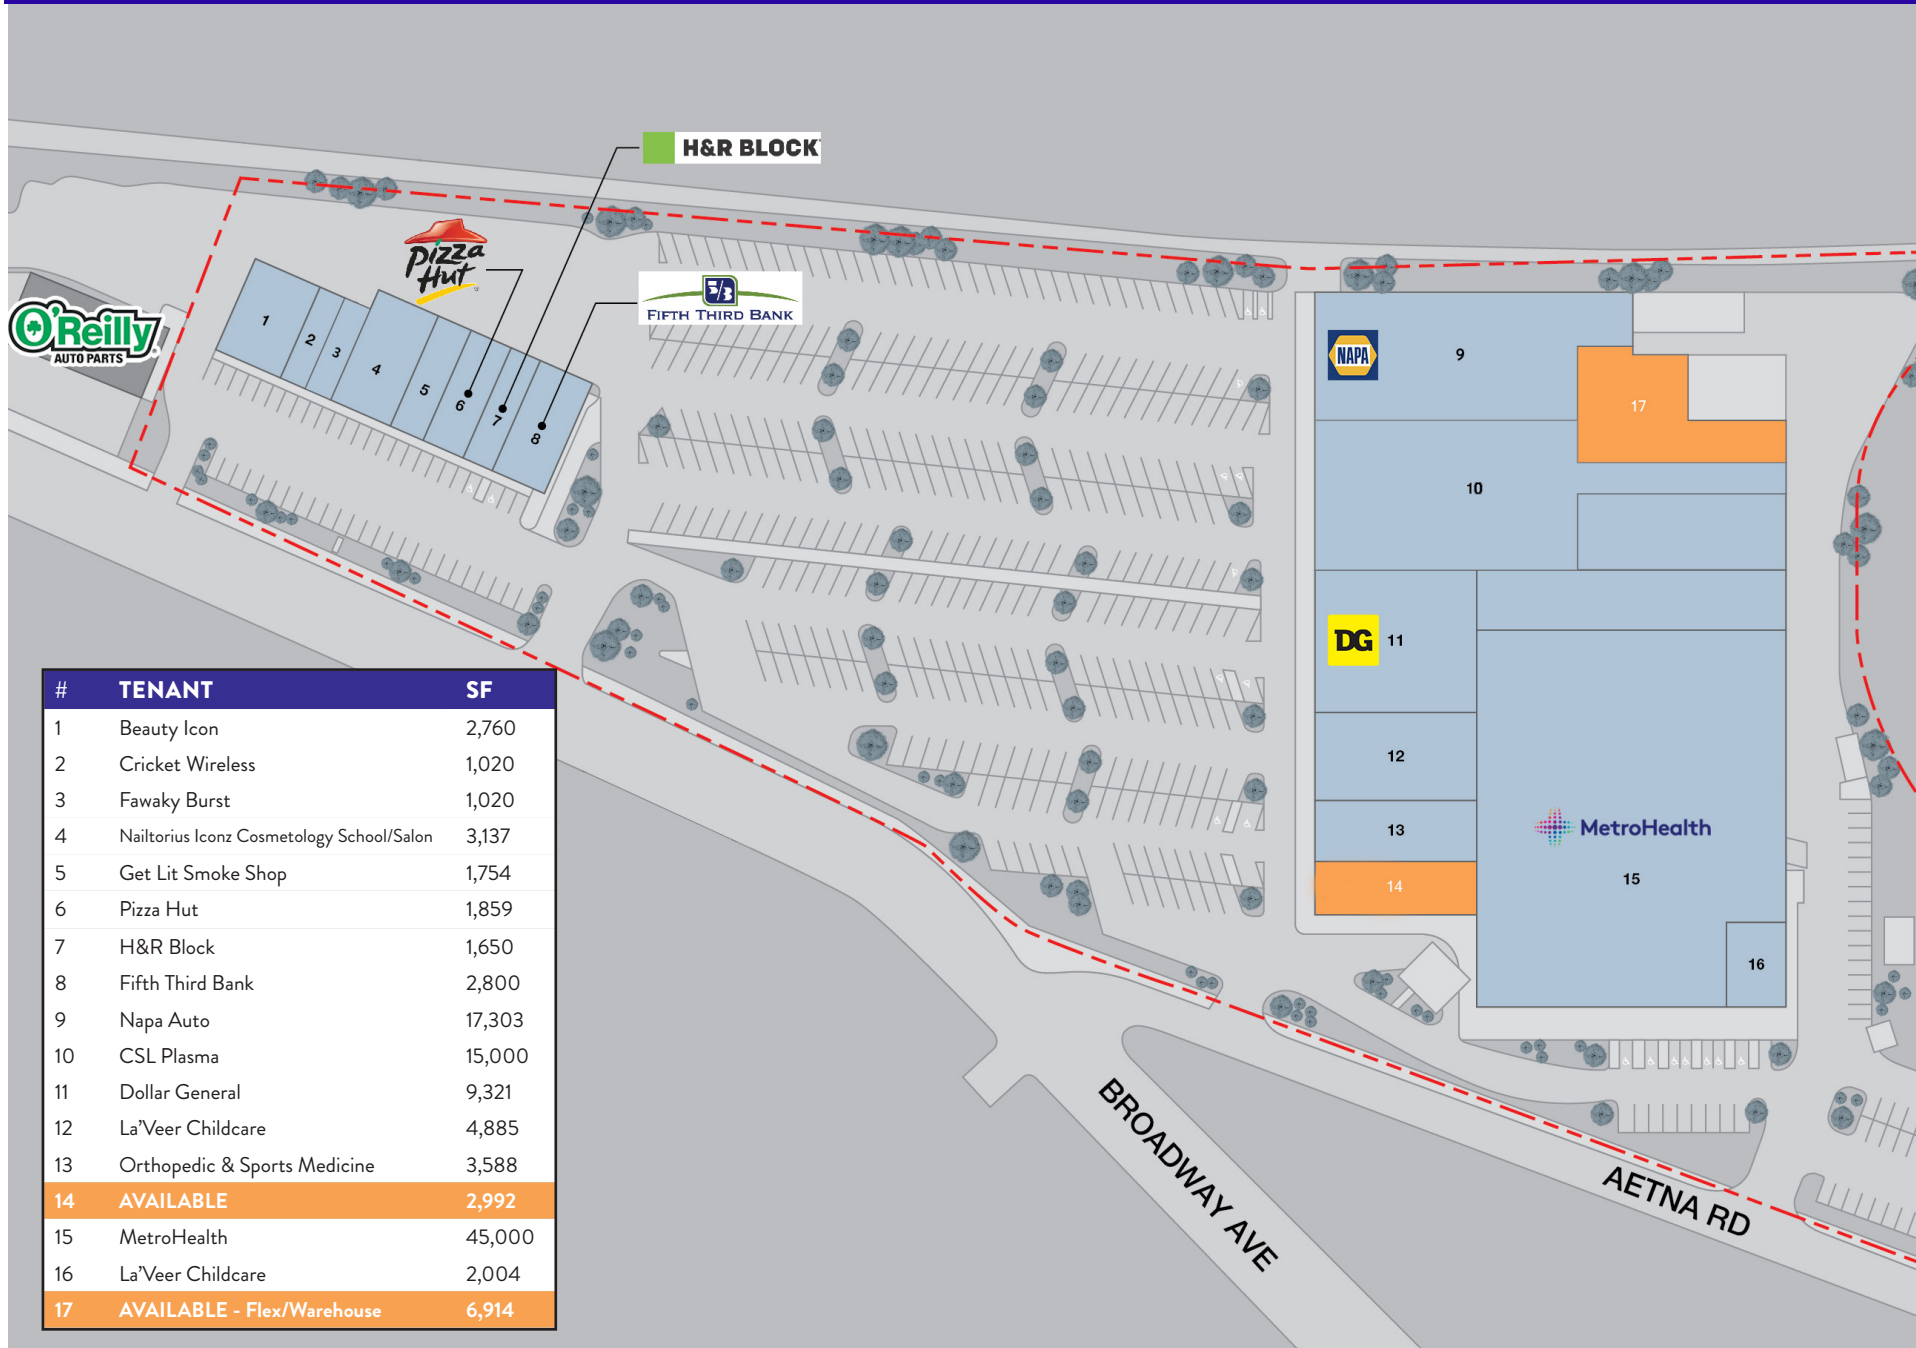 H&R BLOCK
Pizza
Hut
5/3
FIFTH THIRD BANK
O'Reilly
AUTO PARTS
1
2
3
4
5
6
7
8
NAPA
9
17
10
DG
11
12
13
14
MetroHealth
15
16
BROADWAY AVE
AETNA RD
# TENANT SF
1 Beauty Icon 2,760
2 Cricket Wireless 1,020
3 Fawaky Burst 1,020
4 Nailtorius Iconz Cosmetology School/Salon 3,137
5 Get Lit Smoke Shop 1,754
6 Pizza Hut 1,859
7 H&R Block 1,650
8 Fifth Third Bank 2,800
9 Napa Auto 17,303
10 CSL Plasma 15,000
11 Dollar General 9,321
12 La'Veer Childcare 4,885
13 Orthopedic & Sports Medicine 3,588
14 AVAILABLE 2,992
15 MetroHealth 45,000
16 La'Veer Childcare 2,004
17 AVAILABLE - Flex/Warehouse 6,914